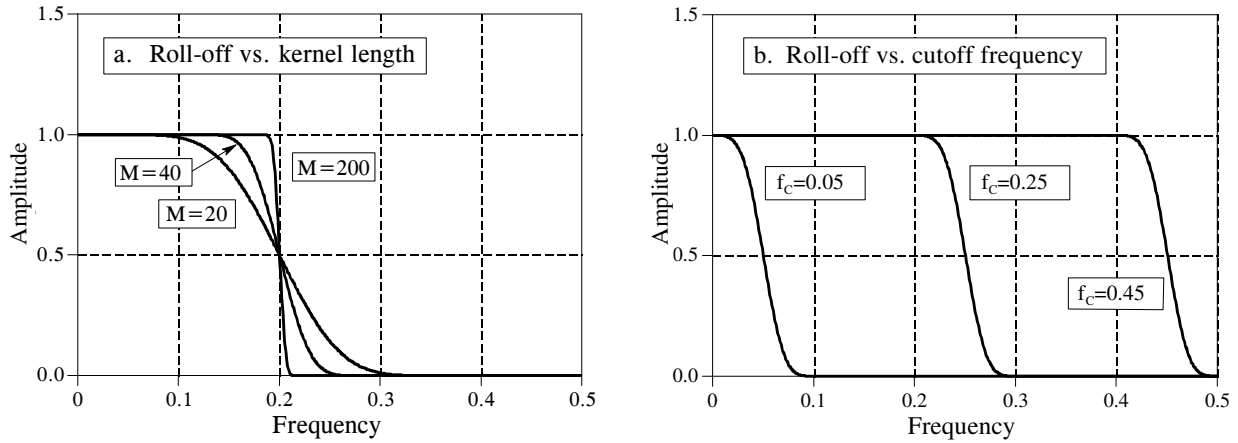 1.5
a. Roll-off vs. kernel length
1.0
M=40
M=200
M=20
0.5
0.0
0 0.1 0.2 0.3 0.4 0.5
Frequency
Amplitude
1.5
b. Roll-off vs. cutoff frequency
1.0
f_C=0.05
f_C=0.25
0.5
f_C=0.45
0.0
0 0.1 0.2 0.3 0.4 0.5
Frequency
Amplitude